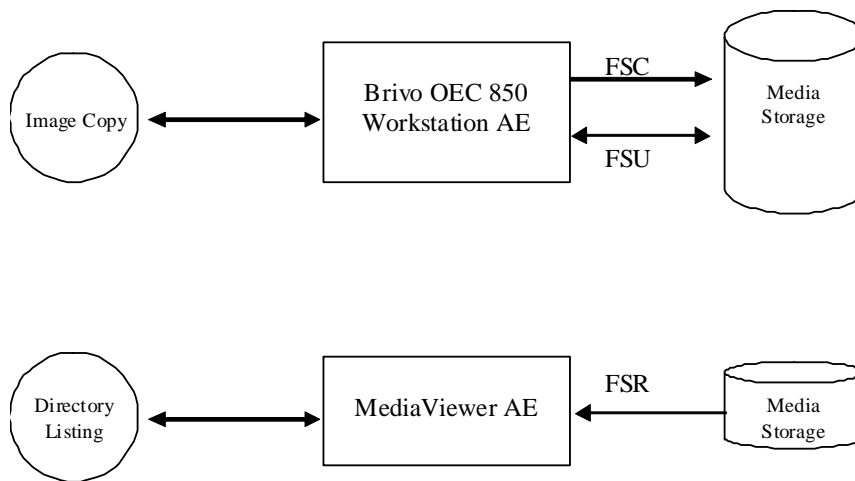 Image Copy
Brivo OEC 850
Workstation AE
FSC
FSU
Media
Storage
Directory
Listing
MediaViewer AE
FSR
Media
Storage